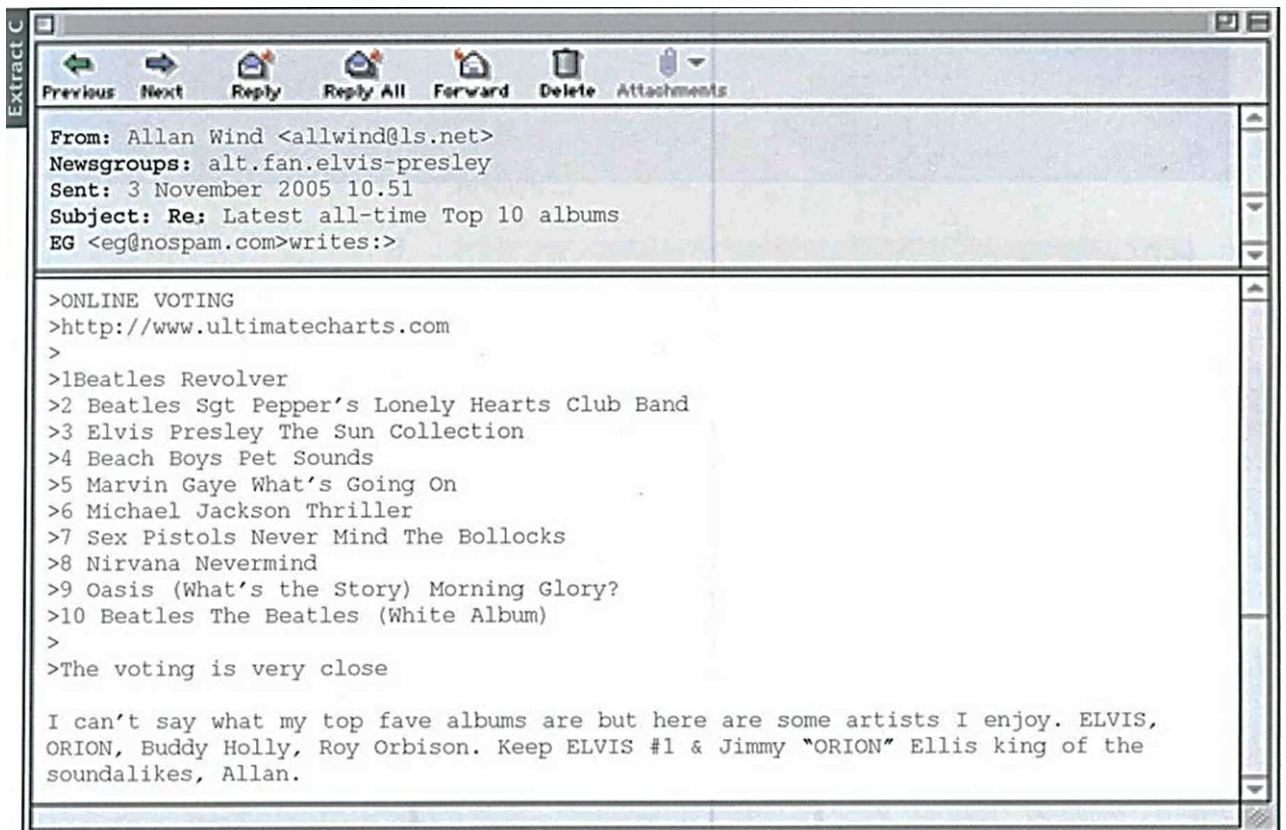 Extract C
Previous Next Reply Reply All Forward Delete Attachments
From: Allan Wind <allwind@ls.net>
Newsgroups: alt.fan.elvis-presley
Sent: 3 November 2005 10.51
Subject: Re: Latest all-time Top 10 albums
EG <eg@nospam.com>writes:>
>ONLINE VOTING
>http://www.ultimatecharts.com
>
>1Beatles Revolver
>2 Beatles Sgt Pepper's Lonely Hearts Club Band
>3 Elvis Presley The Sun Collection
>4 Beach Boys Pet Sounds
>5 Marvin Gaye What's Going On
>6 Michael Jackson Thriller
>7 Sex Pistols Never Mind The Bollocks
>8 Nirvana Nevermind
>9 Oasis (What's the Story) Morning Glory?
>10 Beatles The Beatles (White Album)
>
>The voting is very close
I can't say what my top fave albums are but here are some artists I enjoy. ELVIS,
ORION, Buddy Holly, Roy Orbison. Keep ELVIS #1 & Jimmy "ORION" Ellis king of the
soundalikes, Allan.